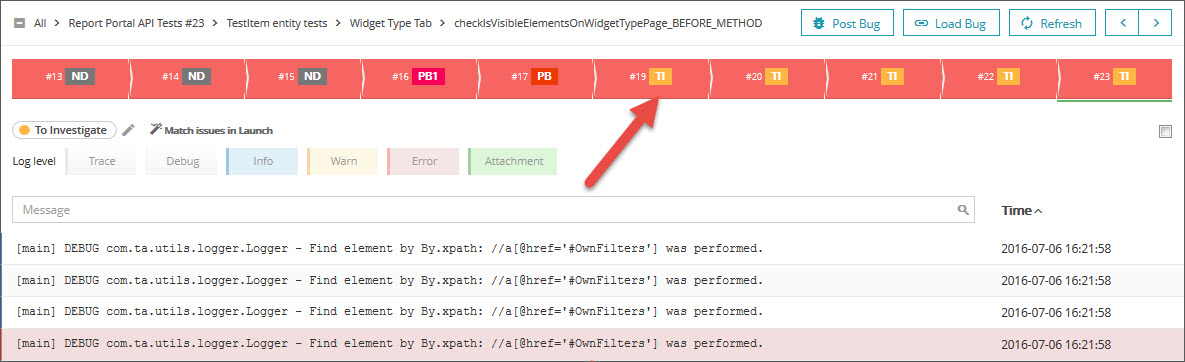 All > Report Portal API Tests #23 > TestItem entity tests > Widget Type Tab > checkIsVisibleElementsOnWidgetTypePage_BEFORE_METHOD Post Bug Load Bug Refresh < >
#13 ND #14 ND #15 ND #16 PB1 #17 PB #19 TI #20 TI #21 TI #22 TI #23 TI
To Investigate Match issues in Launch
Log level Trace Debug Info Warn Error Attachment
Message Time
[main] DEBUG com.ta.utils.logger.Logger - Find element by By.xpath: //a[@href='#OwnFilters'] was performed. 2016-07-06 16:21:58
[main] DEBUG com.ta.utils.logger.Logger - Find element by By.xpath: //a[@href='#OwnFilters'] was performed. 2016-07-06 16:21:58
[main] DEBUG com.ta.utils.logger.Logger - Find element by By.xpath: //a[@href='#OwnFilters'] was performed. 2016-07-06 16:21:58
[main] DEBUG com.ta.utils.logger.Logger - Find element by By.xpath: //a[@href='#OwnFilters'] was performed. 2016-07-06 16:21:58